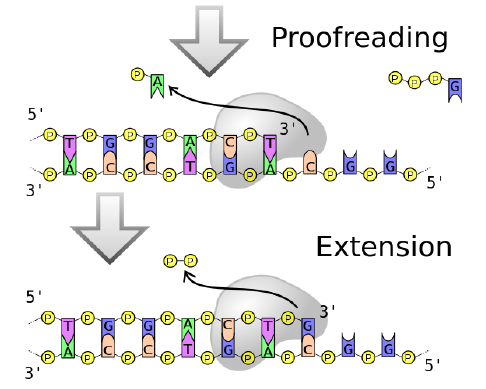 Proofreading
P A
P P P G
5'
P P P P P P 3'
T G G A C T
A C C T G A C G G
P P P P P P P P P P
3' 5'
Extension
P P
5' 3'
P P P P P P P
T G G A C T G
A C C T G A C G G
P P P P P P P P P P
3' 5'